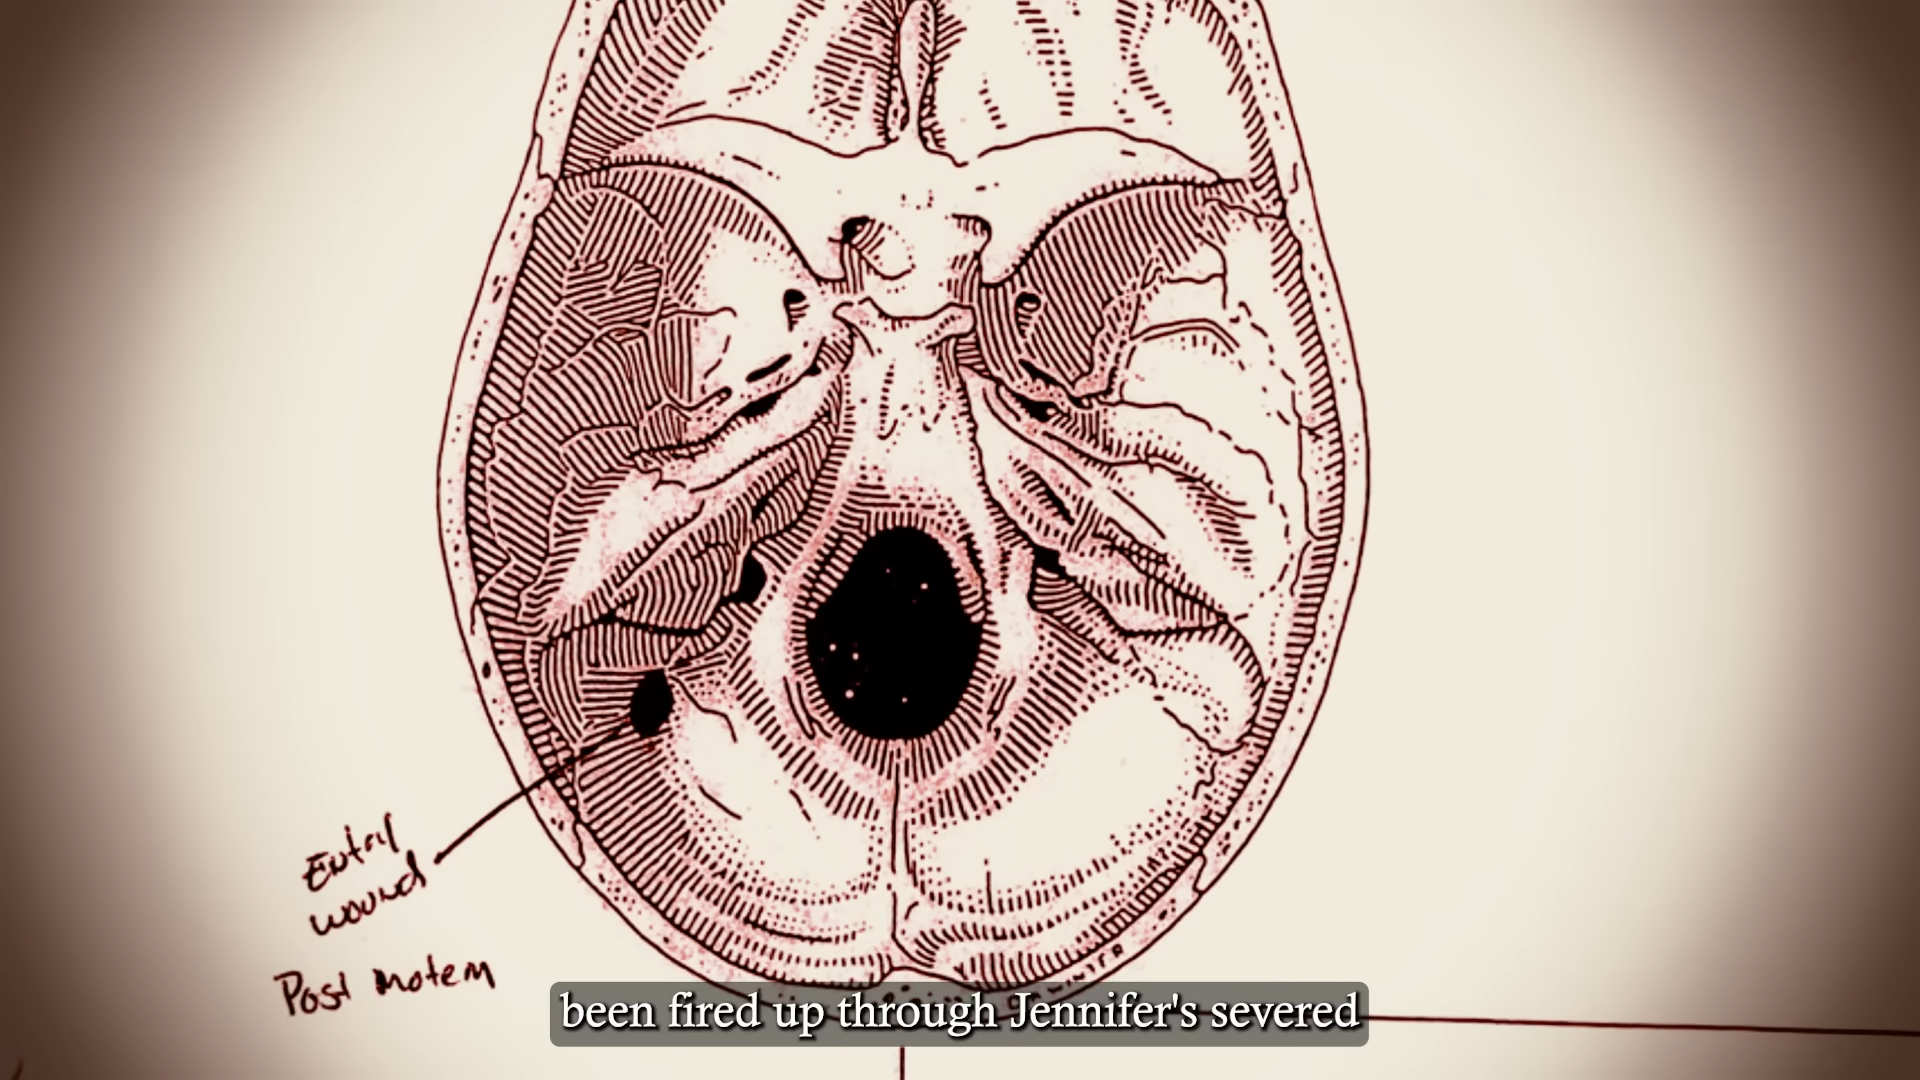 Entry
wound
Post motem
been fired up through Jennifer's severed